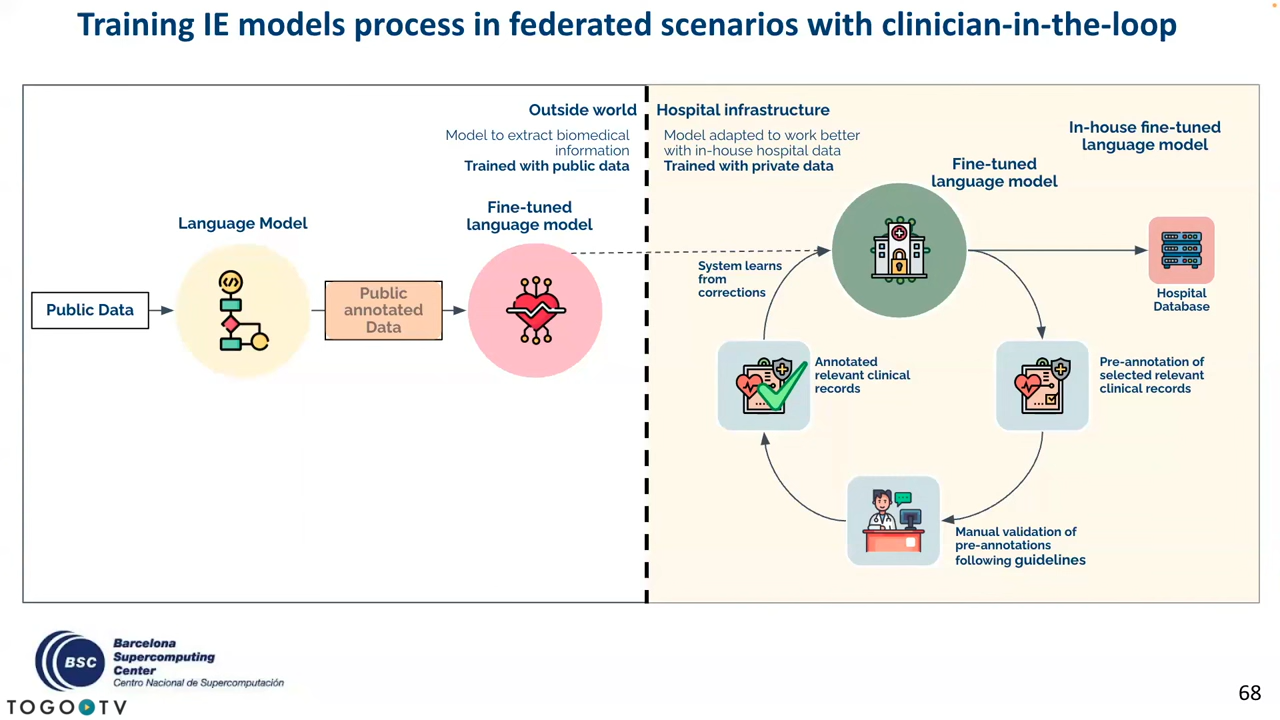 Training IE models process in federated scenarios with clinician-in-the-loop
Outside world
Model to extract biomedical
information
Trained with public data
Language Model
Fine-tuned
language model
Public Data
Public
annotated
Data
Hospital infrastructure
Model adapted to work better
with in-house hospital data
Trained with private data
In-house fine-tuned
language model
Fine-tuned
language model
System learns
from
corrections
Hospital
Database
Annotated
relevant clinical
records
Pre-annotation of
selected relevant
clinical records
Manual validation of
pre-annotations
following guidelines
BSC
Barcelona
Supercomputing
Center
Centro Nacional de Supercomputación
TOGO TV
68